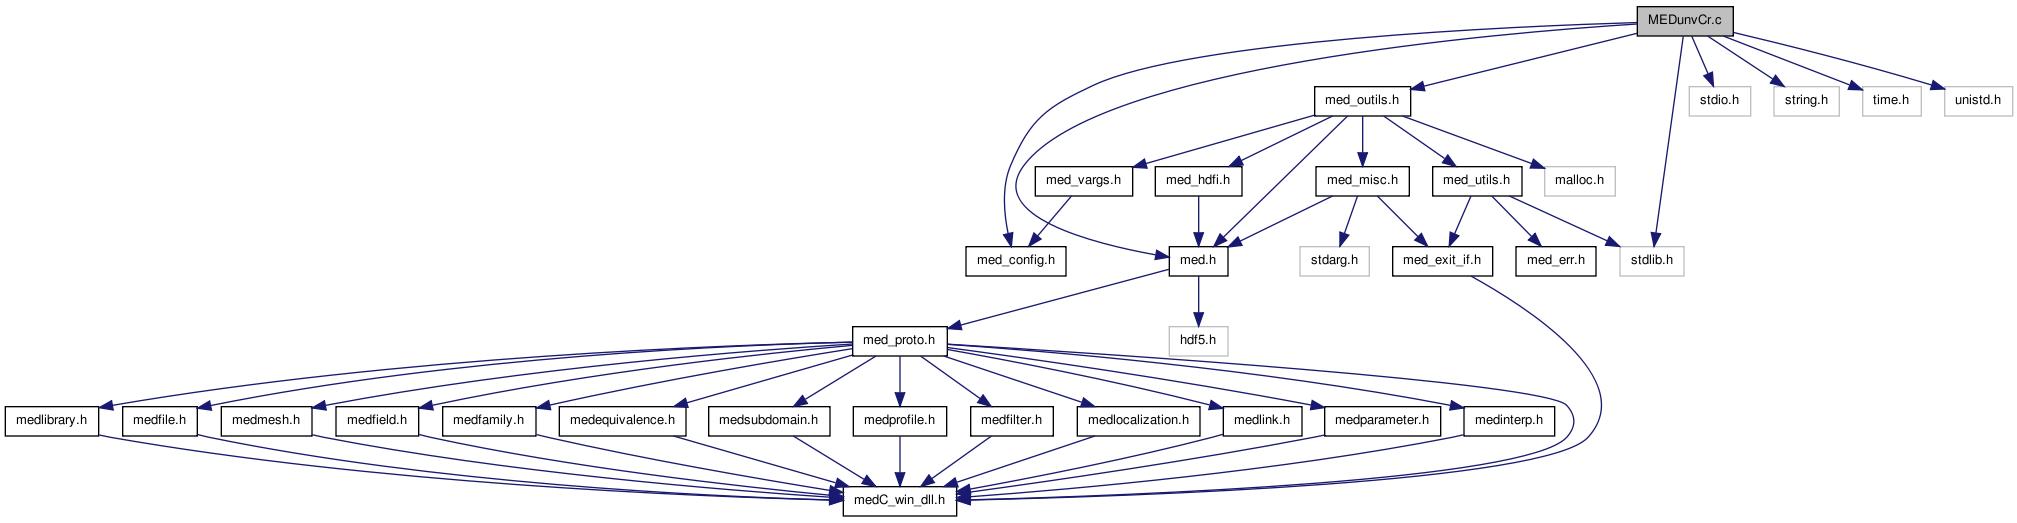 MEDunvCr.c
med_outils.h
stdio.h
string.h
time.h
unistd.h
med_vargs.h
med_hdfi.h
med_misc.h
med_utils.h
malloc.h
med_config.h
med.h
stdarg.h
med_exit_if.h
med_err.h
stdlib.h
med_proto.h
hdf5.h
medlibrary.h
medfile.h
medmesh.h
medfield.h
medfamily.h
medequivalence.h
medsubdomain.h
medprofile.h
medfilter.h
medlocalization.h
medlink.h
medparameter.h
medinterp.h
medC_win_dll.h